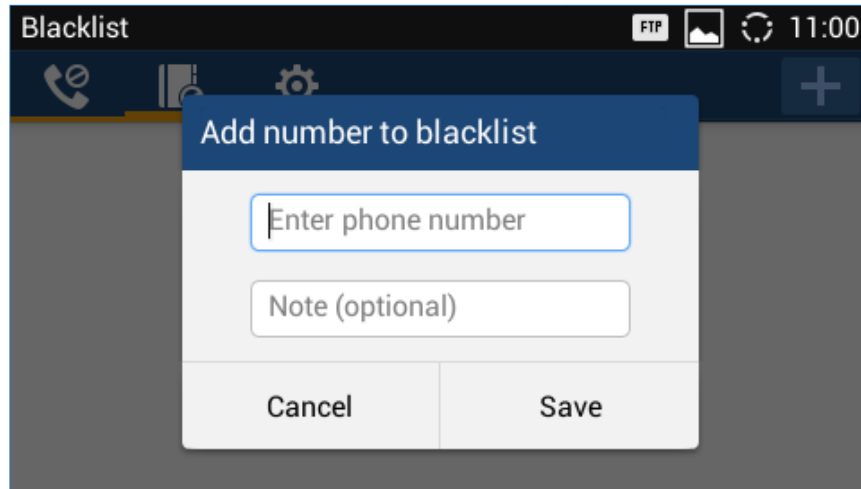 Blacklist
FTP
11:00
Add number to blacklist
Enter phone number
Note (optional)
Cancel
Save